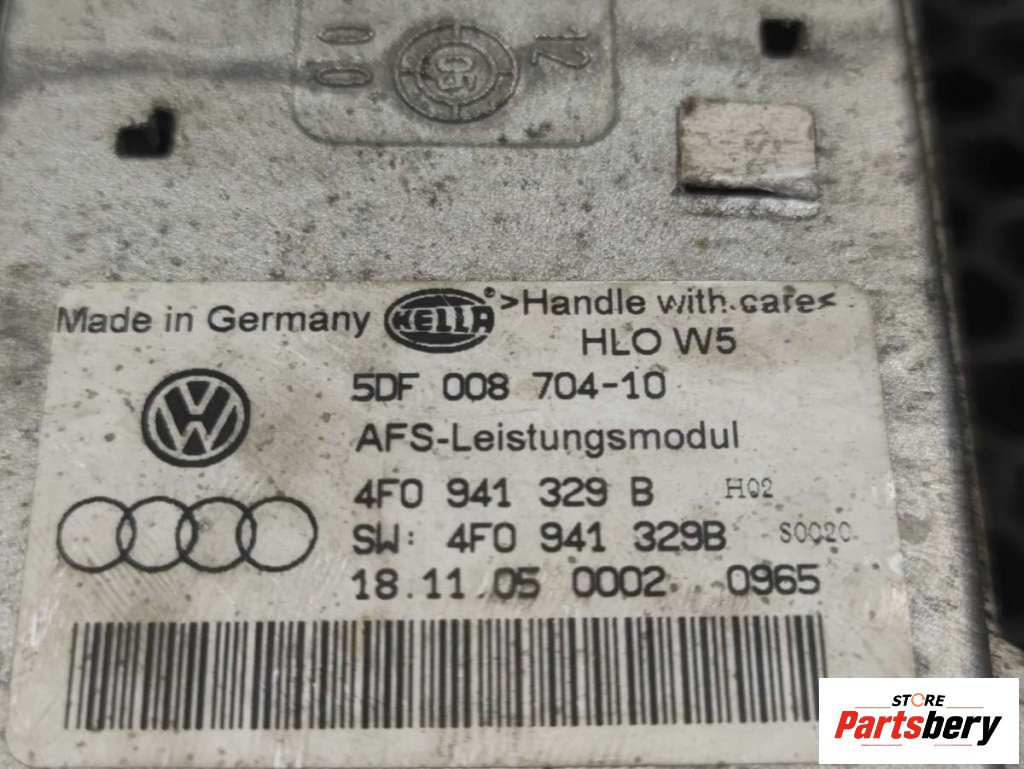 Made in Germany HELLA >Handle with care<
HLO W5
5DF 008 704-10
AFS-Leistungsmodul
4F0 941 329 B H02
SW: 4F0 941 329B S0020
18.11.05 0002 0965
STORE
Partsbery